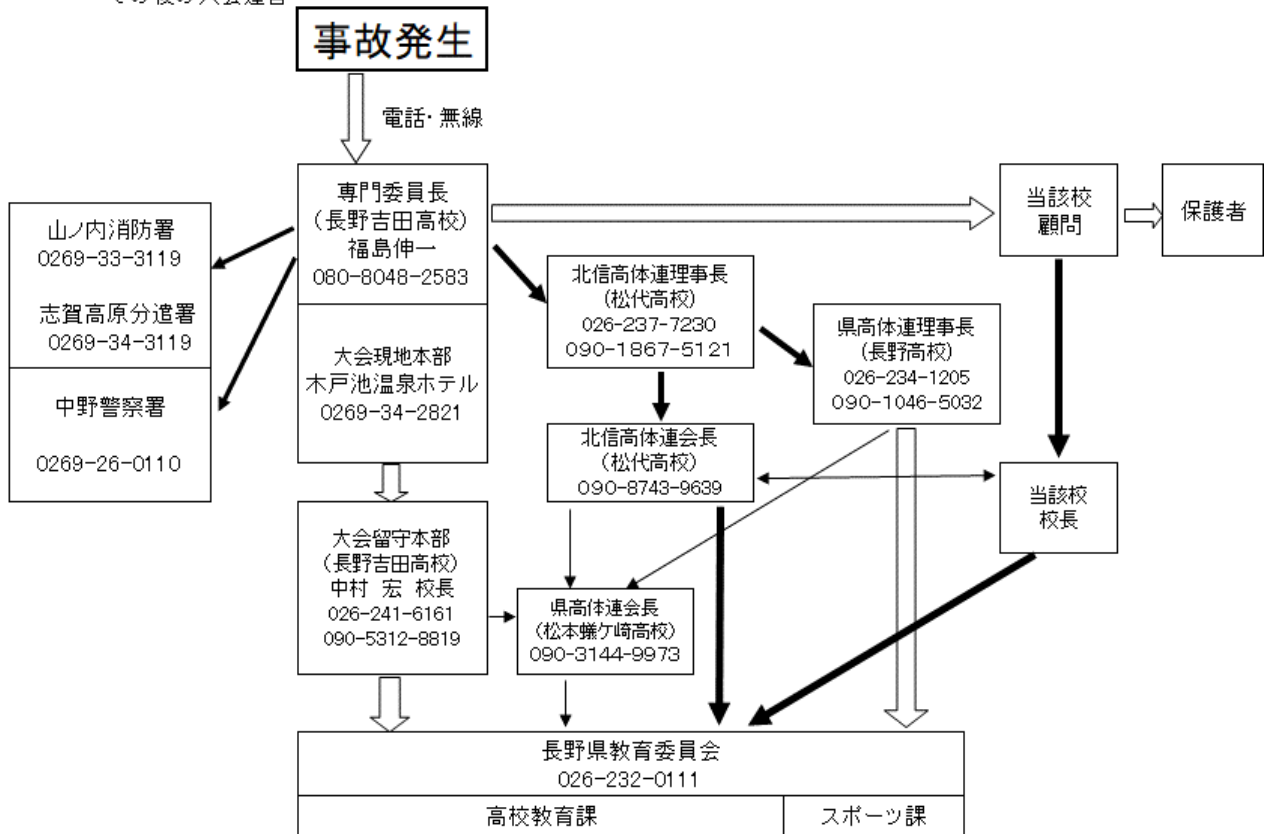 事故発生
電話・無線
専門委員長
(長野吉田高校)
福島伸一
080-8048-2583
当該校
顧問
保護者
山ノ内消防署
0269-33-3119
志賀高原分遣署
0269-34-3119
中野警察署
0269-26-0110
北信高体連理事長
(松代高校)
026-237-7230
090-1867-5121
県高体連理事長
(長野高校)
026-234-1205
090-1046-5032
大会現地本部
木戸池温泉ホテル
0269-34-2821
北信高体連会長
(松代高校)
090-8743-9639
当該校
校長
大会留守本部
(長野吉田高校)
中村 宏 校長
026-241-6161
090-5312-8819
県高体連会長
(松本蟻ケ崎高校)
090-3144-9973
長野県教育委員会
026-232-0111
高校教育課
スポーツ課